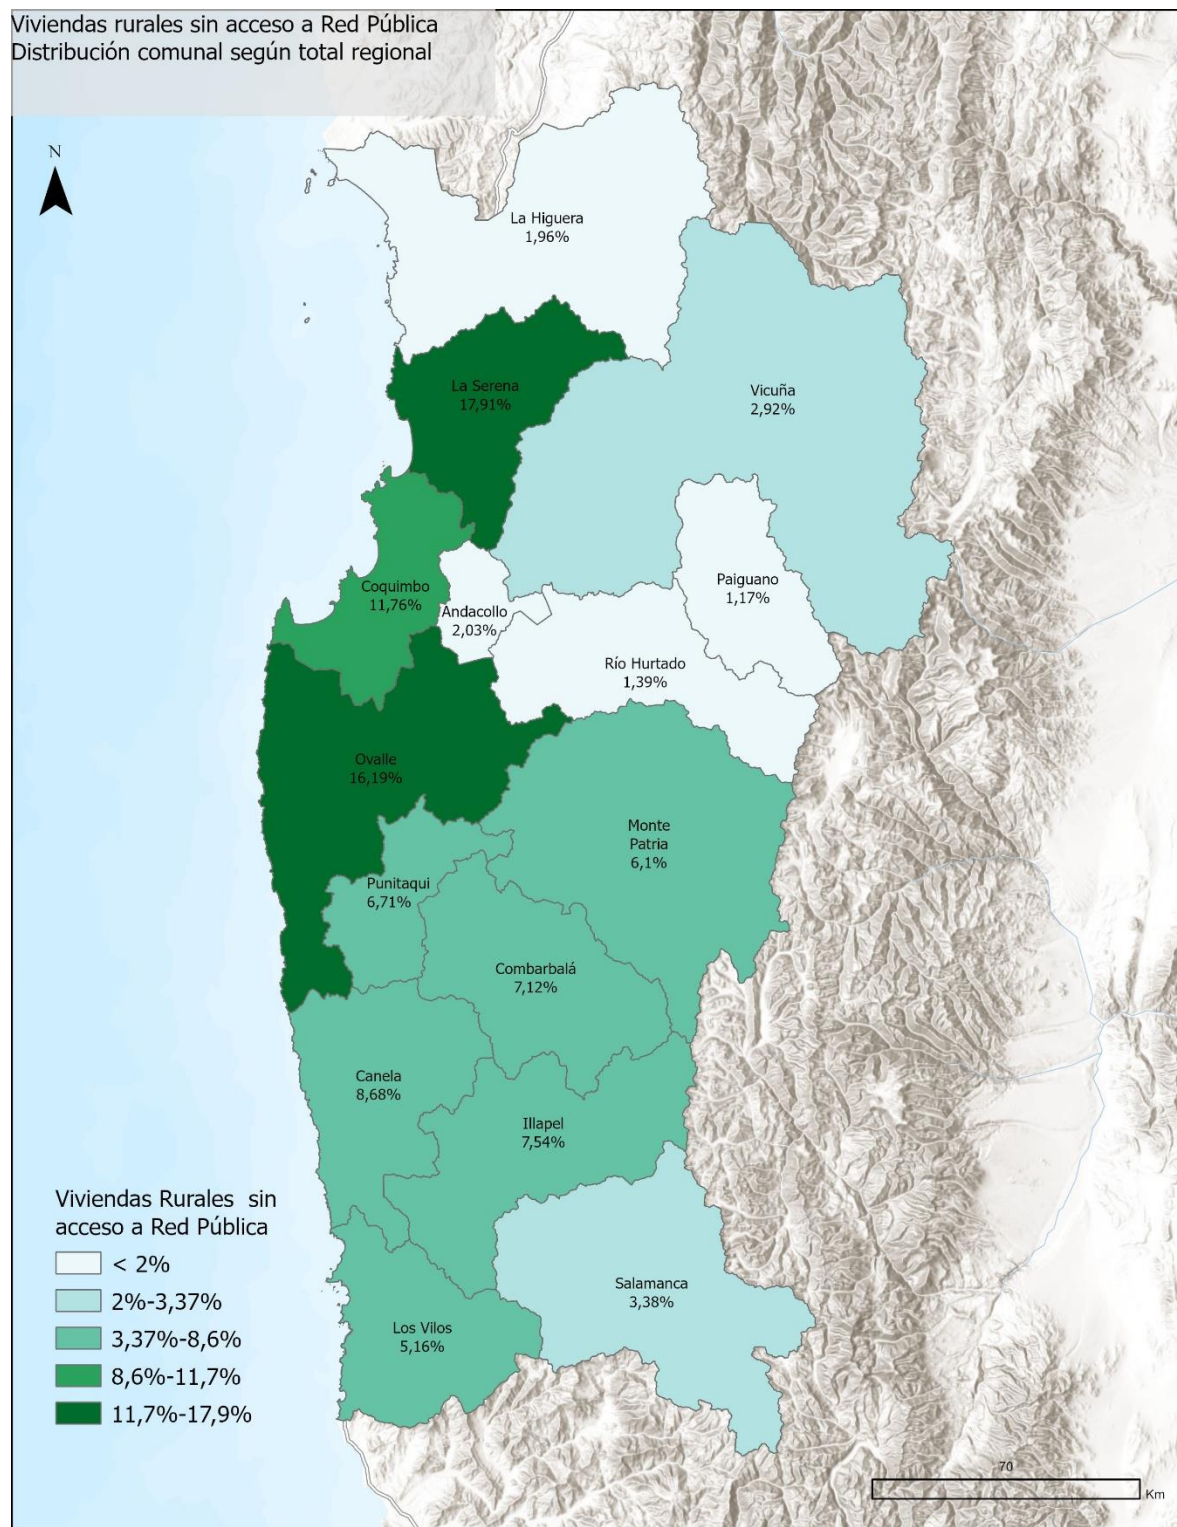 Viviendas rurales sin acceso a Red Pública
Distribución comunal según total regional
N
La Higuera
1,96%
La Serena
17,91%
Vicuña
2,92%
Coquimbo
11,76%
Andacollo
2,03%
Paiguano
1,17%
Río Hurtado
1,39%
Ovalle
16,19%
Monte
Patria
6,1%
Punitaqui
6,71%
Combarbalá
7,12%
Canela
8,68%
Illapel
7,54%
Salamanca
3,38%
Los Vilos
5,16%
Viviendas Rurales sin
acceso a Red Pública
< 2%
2%-3,37%
3,37%-8,6%
8,6%-11,7%
11,7%-17,9%
70
Km